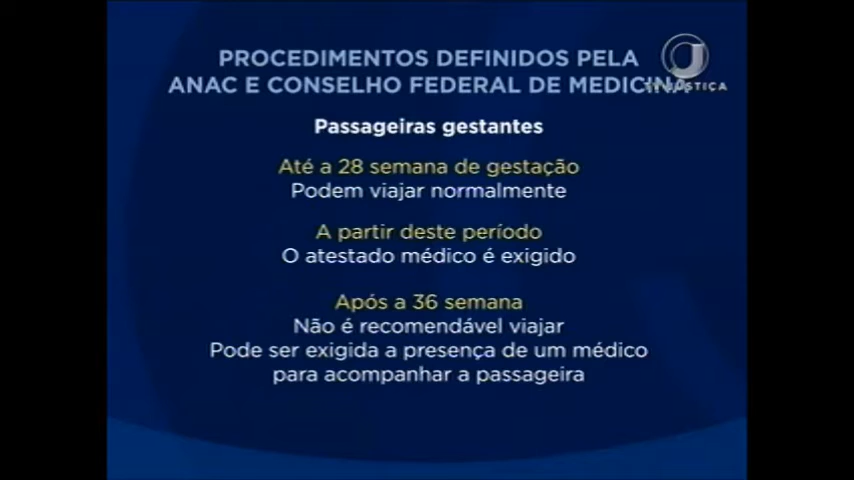 PROCEDIMENTOS DEFINIDOS PELA
ANAC E CONSELHO FEDERAL DE MEDICINA
TV JUSTIÇA
Passageiras gestantes
Até a 28 semana de gestação
Podem viajar normalmente
A partir deste período
O atestado médico é exigido
Após a 36 semana
Não é recomendável viajar
Pode ser exigida a presença de um médico
para acompanhar a passageira